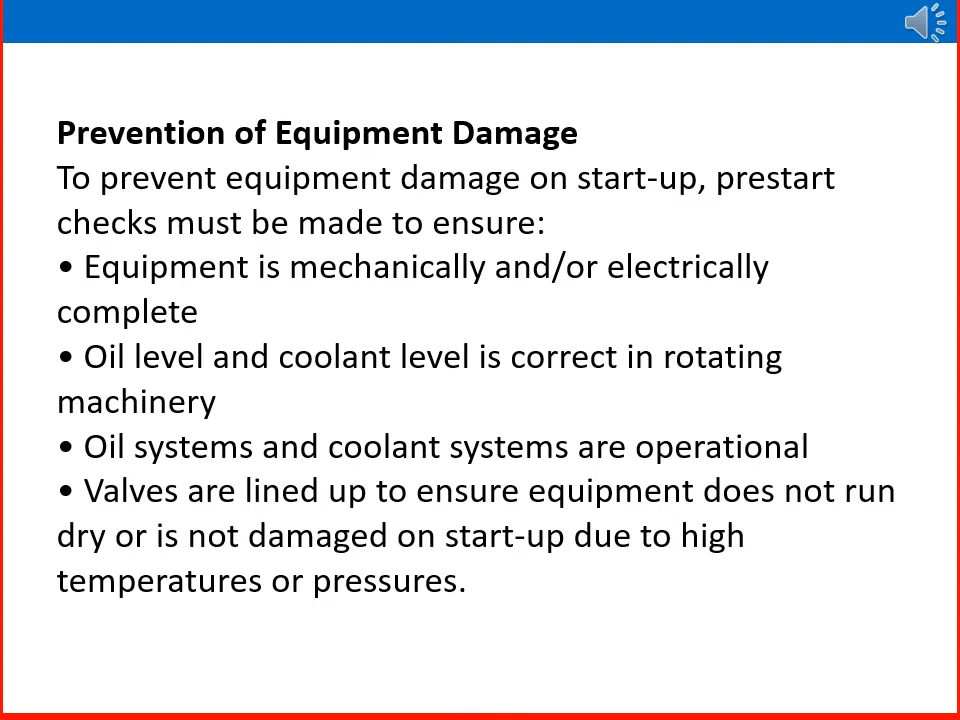 Prevention of Equipment Damage
To prevent equipment damage on start-up, prestart
checks must be made to ensure:
• Equipment is mechanically and/or electrically
complete
• Oil level and coolant level is correct in rotating
machinery
• Oil systems and coolant systems are operational
• Valves are lined up to ensure equipment does not run
dry or is not damaged on start-up due to high
temperatures or pressures.